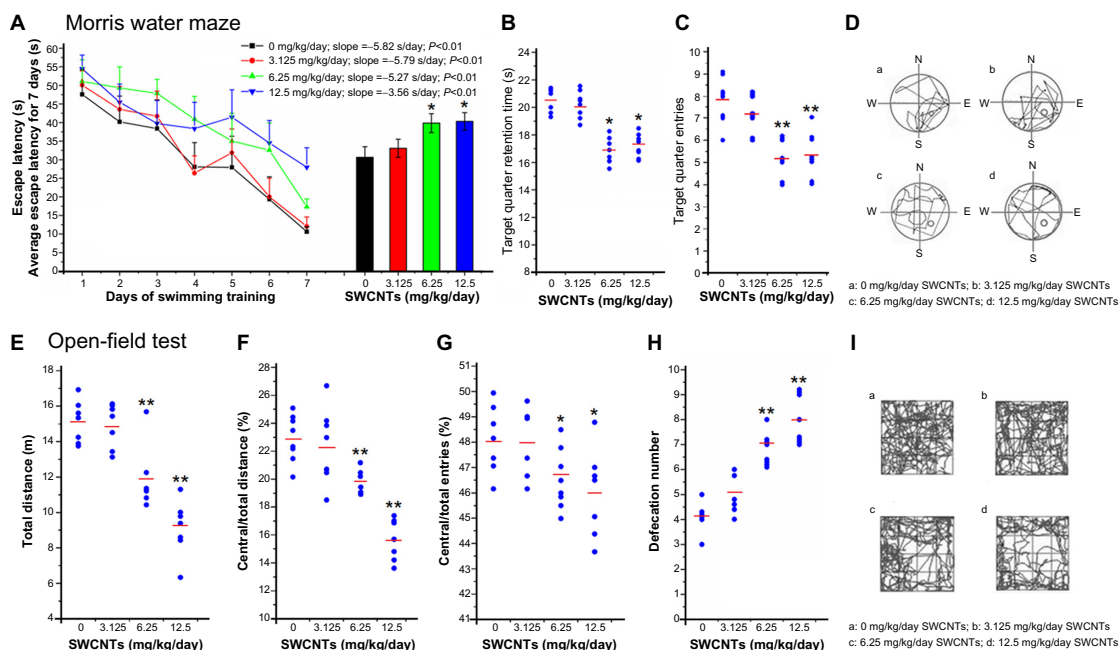 A Morris water maze
Escape latency (s)
Average escape latency for 7 days (s)
60
55
50
45
40
35
30
25
20
15
10
5
0
0 mg/kg/day; slope =–5.82 s/day; P<0.01
3.125 mg/kg/day; slope =–5.79 s/day; P<0.01
6.25 mg/kg/day; slope =–5.27 s/day; P<0.01
12.5 mg/kg/day; slope =–3.56 s/day; P<0.01
* *
1 2 3 4 5 6 7
Days of swimming training
0 3.125 6.25 12.5
SWCNTs (mg/kg/day)
B
Target quarter retention time (s)
24
22
20
18
16
14
12
10
8
* *
0 3.125 6.25 12.5
SWCNTs (mg/kg/day)
C
Target quarter entries
10
9
8
7
6
5
4
3
2
1
0
** **
0 3.125 6.25 12.5
SWCNTs (mg/kg/day)
D
a
N
W E
S
b
N
W E
S
c
N
W E
S
d
N
W E
S
a: 0 mg/kg/day SWCNTs; b: 3.125 mg/kg/day SWCNTs
c: 6.25 mg/kg/day SWCNTs; d: 12.5 mg/kg/day SWCNTs
E Open-field test
Total distance (m)
18
16
14
12
10
8
6
4
** **
0 3.125 6.25 12.5
SWCNTs (mg/kg/day)
F
Central/total distance (%)
28
26
24
22
20
18
16
14
12
10
** **
0 3.125 6.25 12.5
SWCNTs (mg/kg/day)
G
Central/total entries (%)
51
50
49
48
47
46
45
44
43
42
41
* *
0 3.125 6.25 12.5
SWCNTs (mg/kg/day)
H
Defecation number
10
9
8
7
6
5
4
3
2
1
0
** **
0 3.125 6.25 12.5
SWCNTs (mg/kg/day)
I
a b
c d
a: 0 mg/kg/day SWCNTs; b: 3.125 mg/kg/day SWCNTs
c: 6.25 mg/kg/day SWCNTs; d: 12.5 mg/kg/day SWCNTs